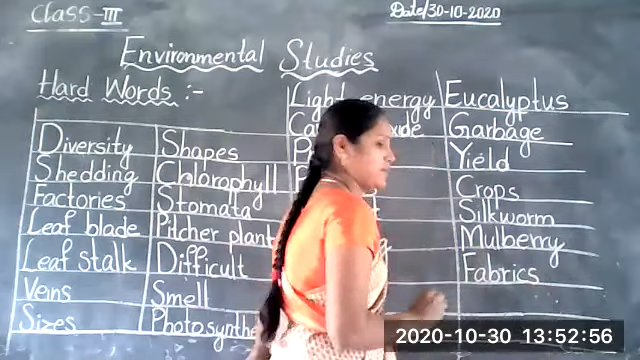 Class-III
Date/30-10-2020
Environmental Studies
Hard Words :-
Diversity
Shedding
Factories
Leaf blade
Leaf stalk
Veins
Sizes
Shapes
Chlorophyll
Stomata
Pitcher plant
Difficult
Smell
Light energy
Eucalyptus
Garbage
Yield
Crops
Silkworm
Mulberry
Fabrics
2020-10-30 13:52:56